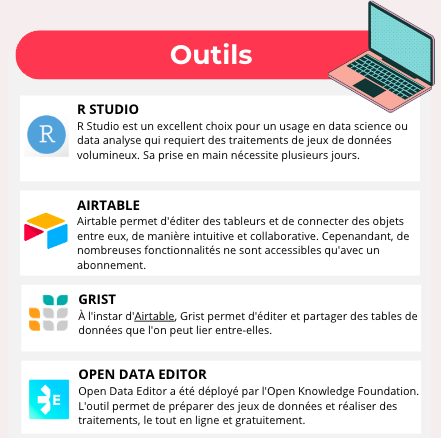 Outils
R STUDIO
R Studio est un excellent choix pour un usage en data science ou
data analyse qui requiert des traitements de jeux de données
volumineux. Sa prise en main nécessite plusieurs jours.
R
AIRTABLE
Airtable permet d'éditer des tableurs et de connecter des objets
entre eux, de manière intuitive et collaborative. Cepenandant, de
nombreuses fonctionnalités ne sont accessibles qu'avec un
abonnement.
GRIST
À l'instar d'Airtable, Grist permet d'éditer et partager des tables de
données que l'on peut lier entre-elles.
OPEN DATA EDITOR
Open Data Editor a été déployé par l'Open Knowledge Foundation.
L'outil permet de préparer des jeux de données et réaliser des
traitements, le tout en ligne et gratuitement.
E